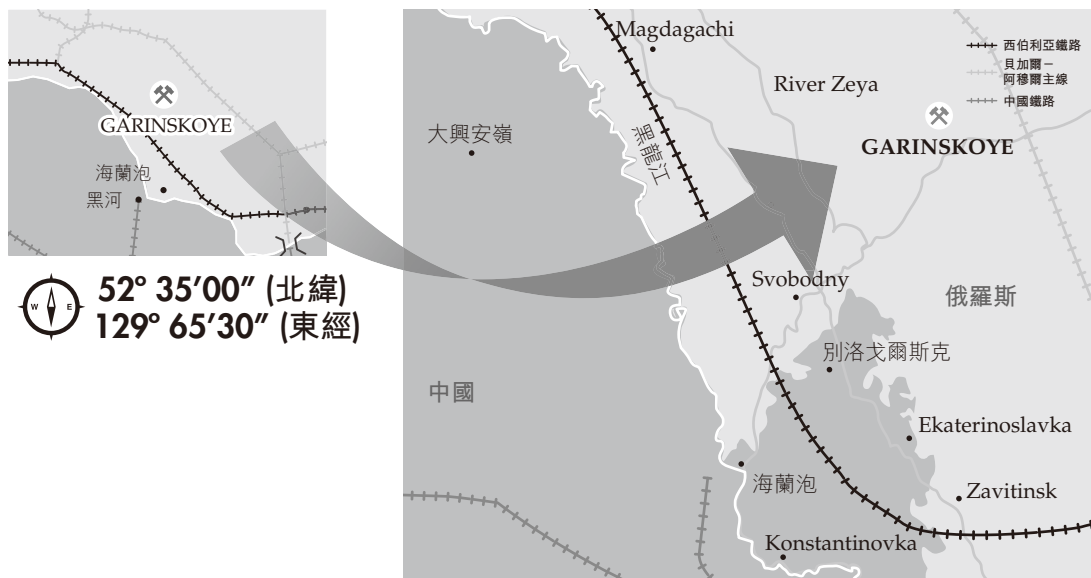 GARINSKOYE
海蘭泡
黑河
52° 35’00” (北緯)
129° 65’30” (東經)
W E
Magdagachi
River Zeya
西伯利亞鐵路
貝加爾－
阿穆爾主線
中國鐵路
GARINSKOYE
大興安嶺
黑龍江
Svobodny
俄羅斯
別洛戈爾斯克
中國
Ekaterinoslavka
海蘭泡
Zavitinsk
Konstantinovka